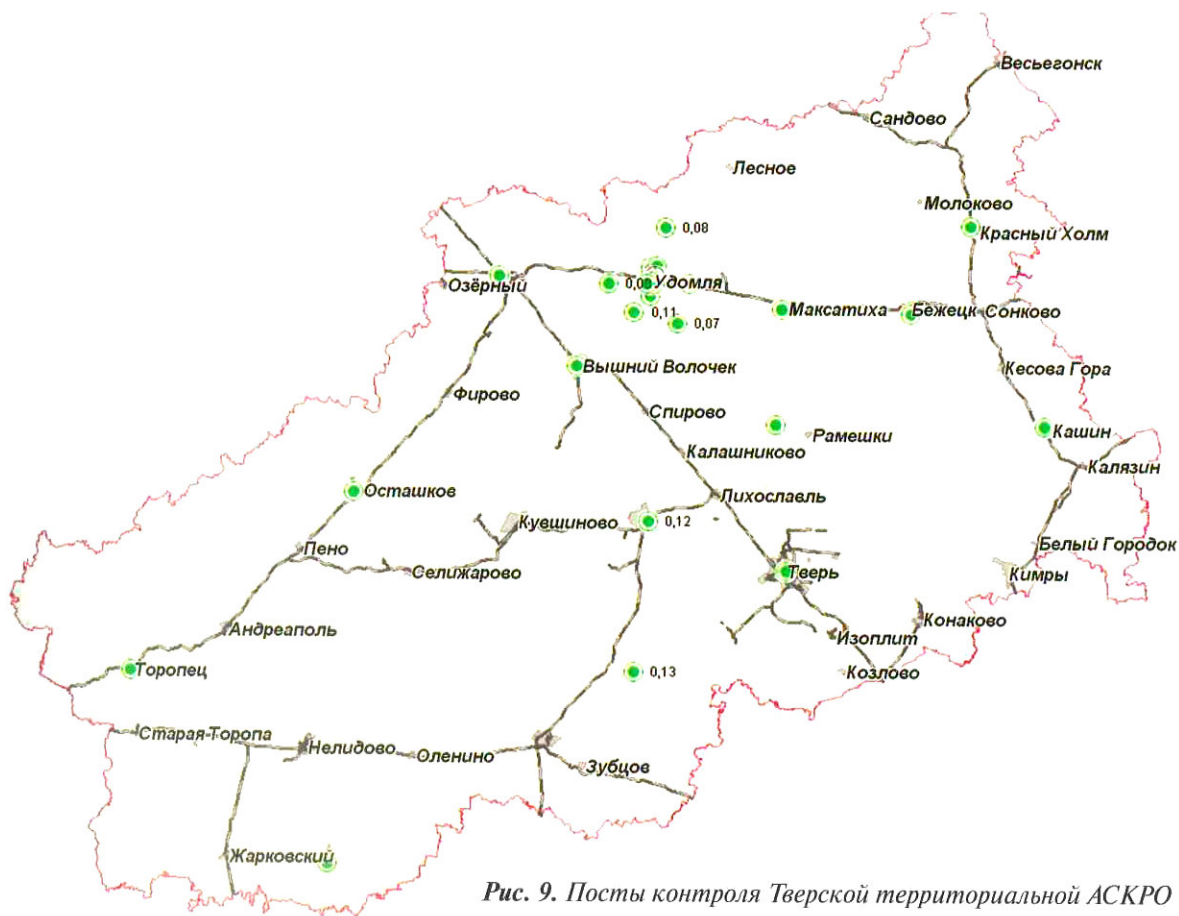 Весьегонск
Сандово
Лесное
Молоково
0,08
Красный Холм
Озёрный
Удомля
0,11
0,07
Максатиха
Бежецк
Сонково
Вышний Волочек
Кесова Гора
Фирово
Спирово
Рамешки
Калашниково
Кашин
Калязин
Осташков
Лихославль
Кувшиново
0,12
Пено
Селижарово
Тверь
Белый Городок
Кимры
Андреаполь
Конаково
Изоплит
Торопец
0,13
Козлово
Старая-Торопа
Нелидово
Оленино
Зубцов
Жарковский
Рис. 9. Посты контроля Тверской территориальной АСКРО